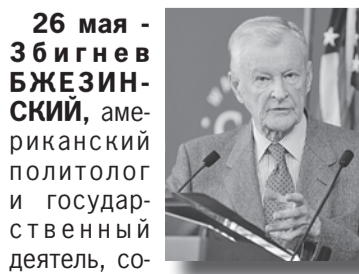 26 мая -
Збигнев
БЖЕЗИН-
СКИЙ, аме-
риканский
политолог
и государ-
ственный
деятель, со-